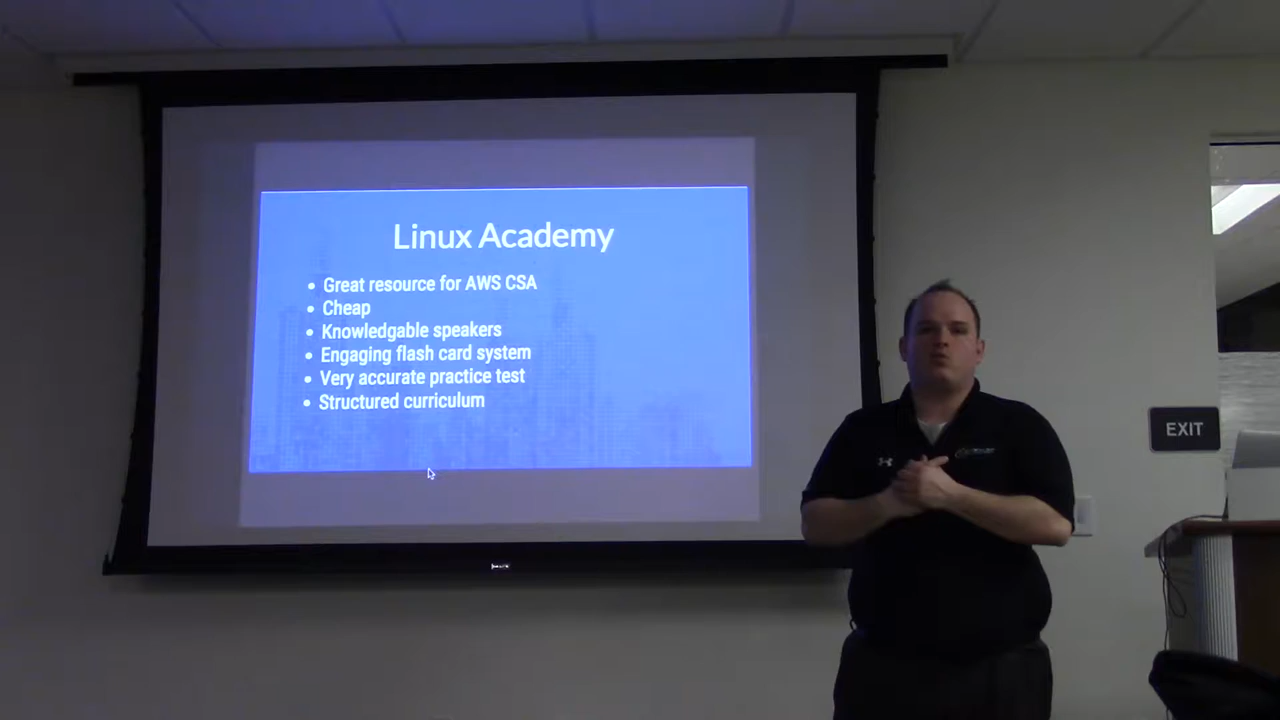 Linux Academy
• Great resource for AWS CSA
• Cheap
• Knowledgable speakers
• Engaging flash card system
• Very accurate practice test
• Structured curriculum
EXIT